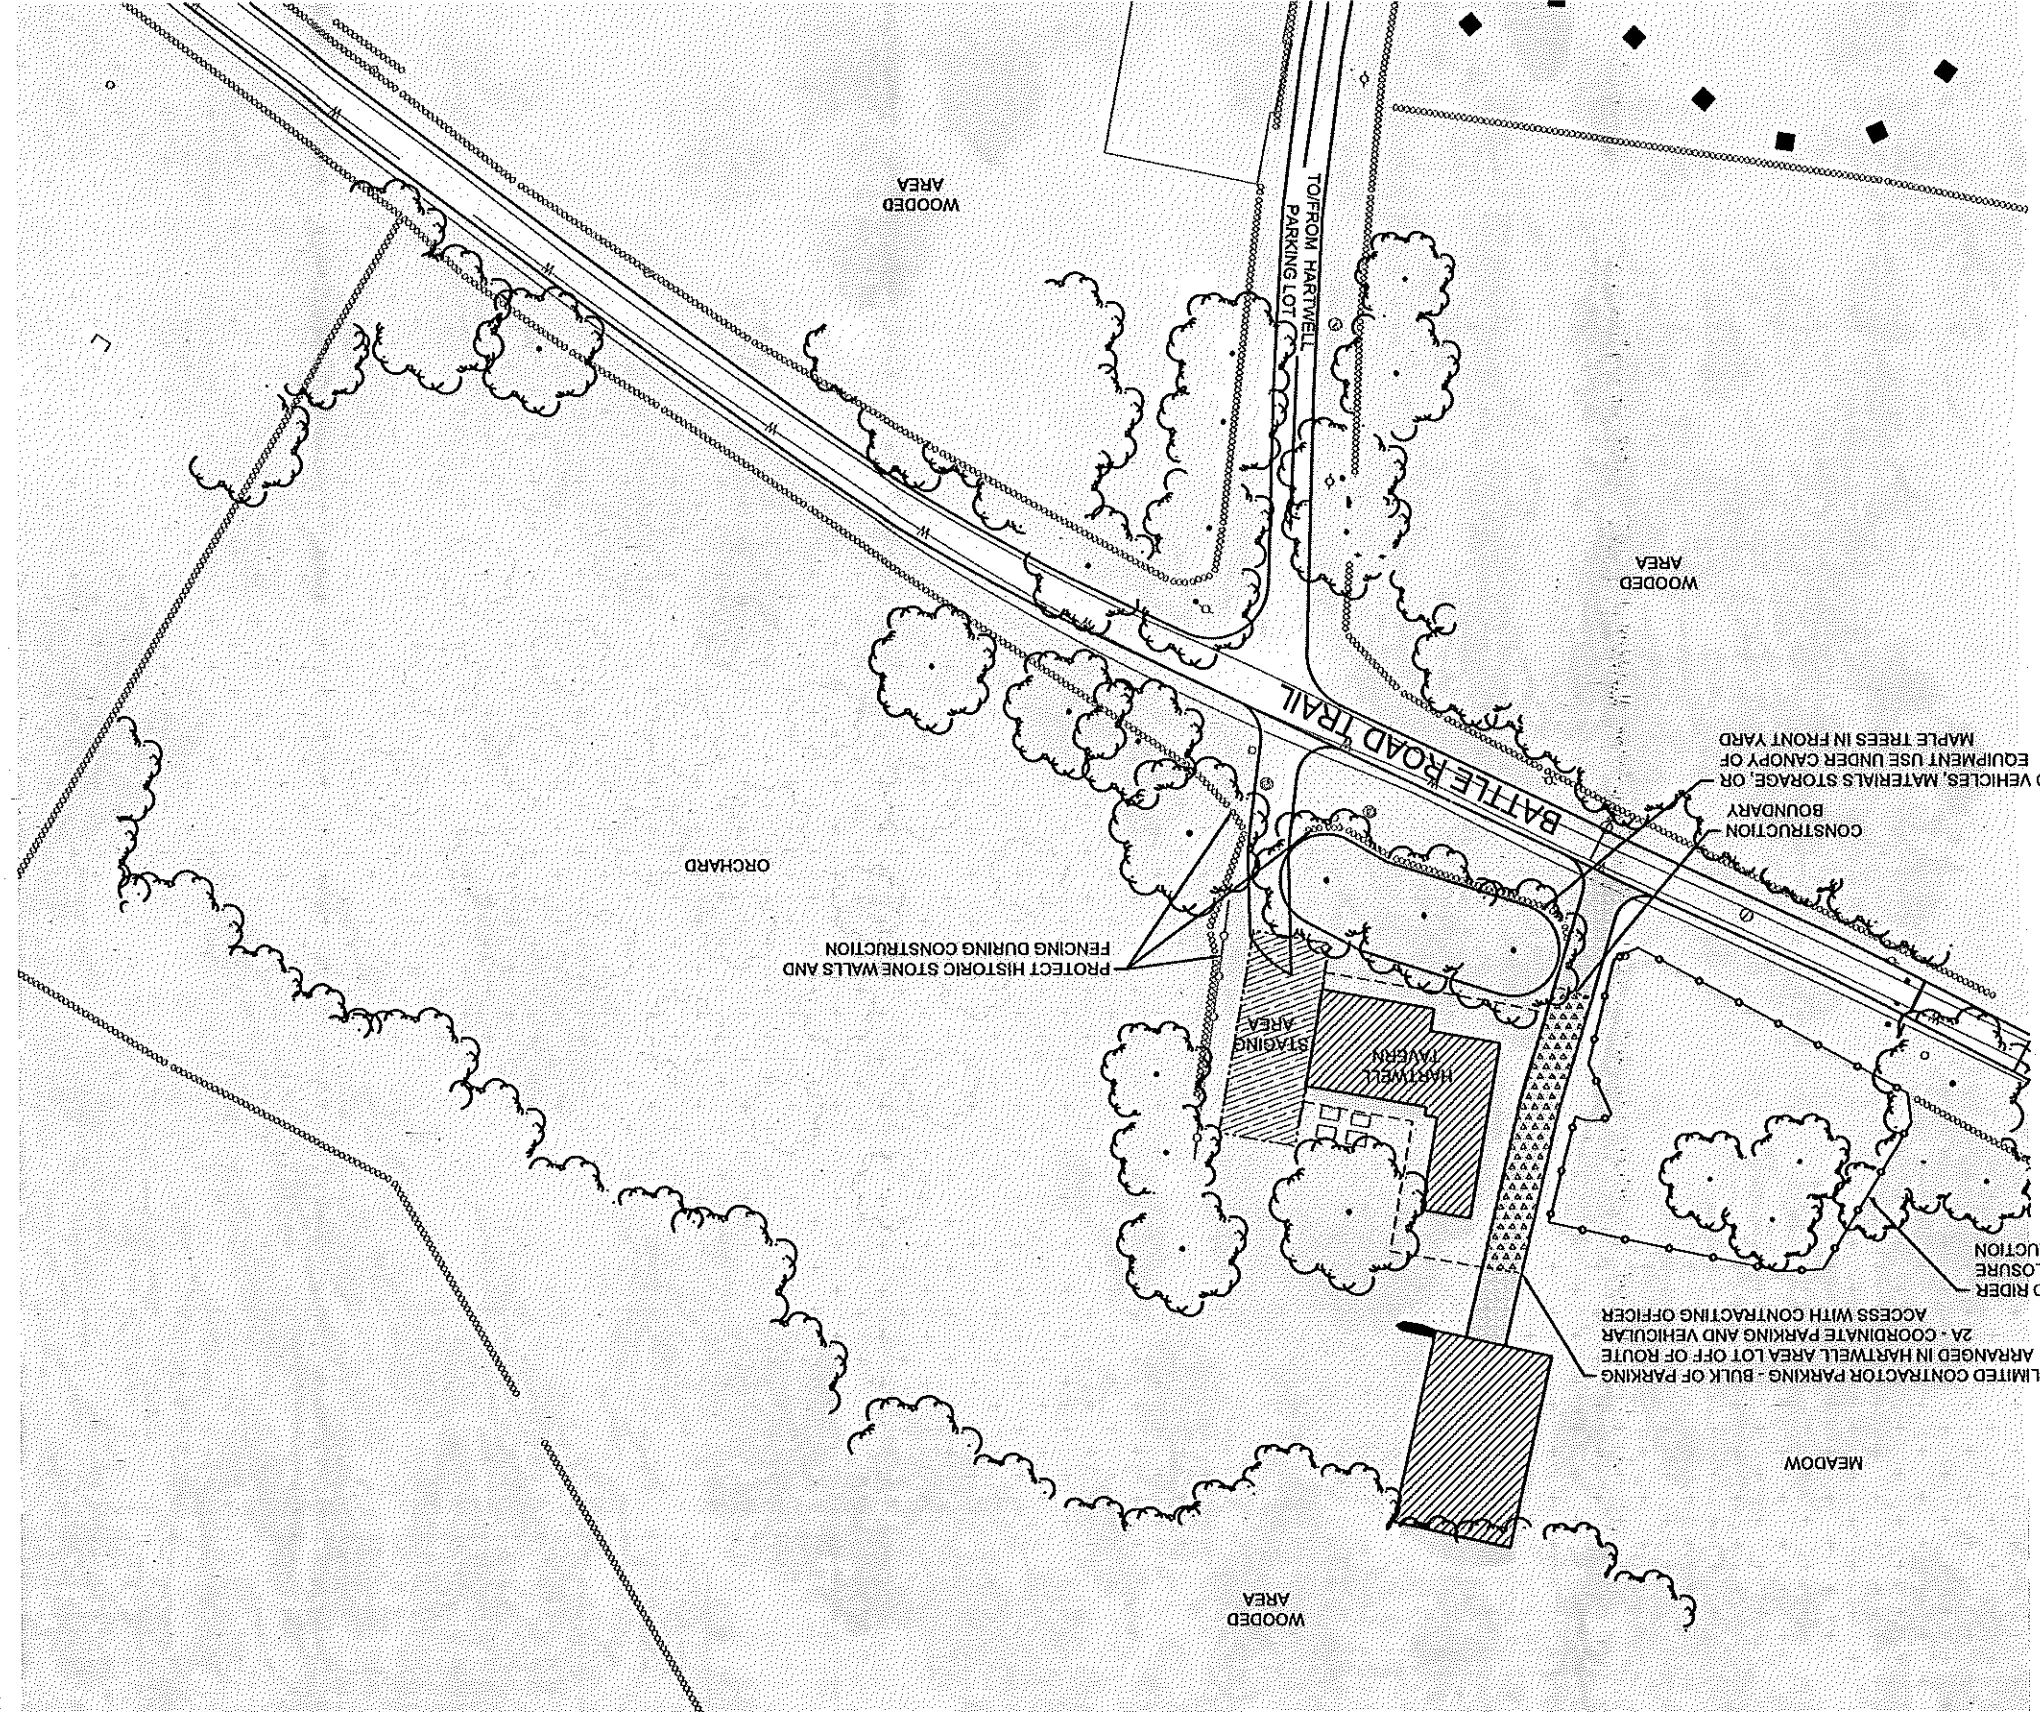 WOODED
AREA
MEADOW
LIMITED CONTRACTOR PARKING - BULK OF PARKING
ARRANGED IN HARTWELL AREA LOT OFF OF ROUTE
2A - COORDINATE PARKING AND VEHICULAR
ACCESS WITH CONTRACTING OFFICER
RIDER
HARTWELL
TAVERN
STAGING
AREA
PROTECT HISTORIC STONE WALLS AND
FENCING DURING CONSTRUCTION
ORCHARD
CONSTRUCTION
BOUNDARY
VEHICLES, MATERIALS STORAGE, OR
EQUIPMENT USE UNDER CANOPY OF
MAPLE TREES IN FRONT YARD
BATTLE ROAD TRAIL
WOODED
AREA
TO/FROM HARTWELL
PARKING LOT
WOODED
AREA